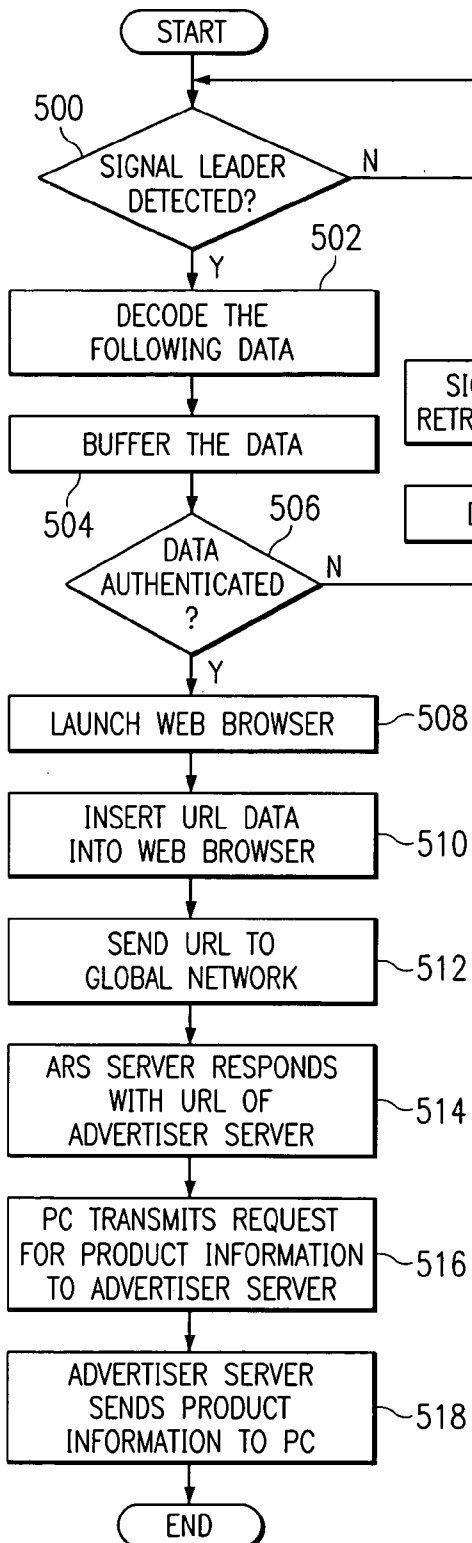 START
500
SIGNAL LEADER
DETECTED?
N
Y
502
DECODE THE
FOLLOWING DATA
BUFFER THE DATA
504
506
DATA
AUTHENTICATED
?
N
Y
LAUNCH WEB BROWSER
508
INSERT URL DATA
INTO WEB BROWSER
510
SEND URL TO
GLOBAL NETWORK
512
ARS SERVER RESPONDS
WITH URL OF
ADVERTISER SERVER
514
PC TRANSMITS REQUEST
FOR PRODUCT INFORMATION
TO ADVERTISER SERVER
516
ADVERTISER SERVER
SENDS PRODUCT
INFORMATION TO PC
518
END